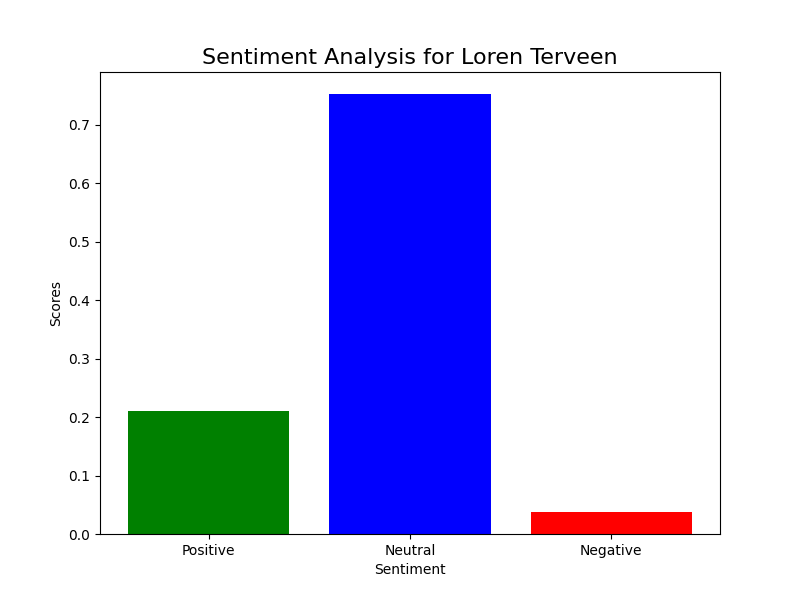 Sentiment Analysis for Loren Terveen
0.7
0.6
0.5
0.4
0.3
0.2
0.1
0.0
Scores
Positive Neutral Negative
Sentiment